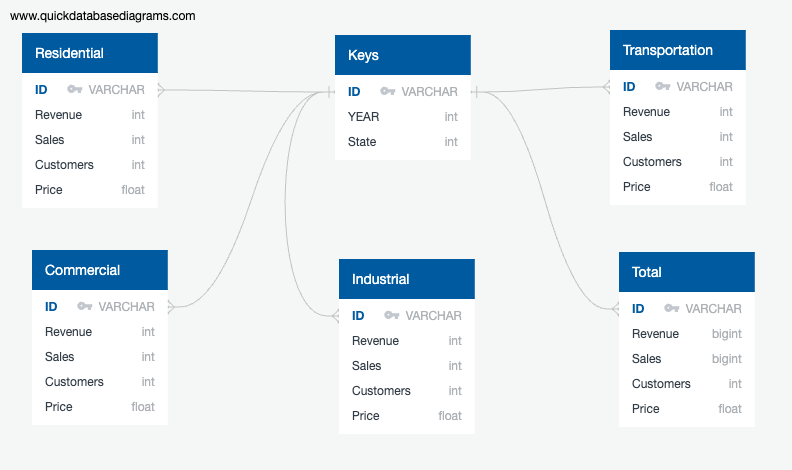 www.quickdatabasediagrams.com
Residential
ID VARCHAR
Revenue int
Sales int
Customers int
Price float
Keys
ID VARCHAR
YEAR int
State int
Transportation
ID VARCHAR
Revenue int
Sales int
Customers int
Price float
Commercial
ID VARCHAR
Revenue int
Sales int
Customers int
Price float
Industrial
ID VARCHAR
Revenue int
Sales int
Customers int
Price float
Total
ID VARCHAR
Revenue bigint
Sales bigint
Customers int
Price float